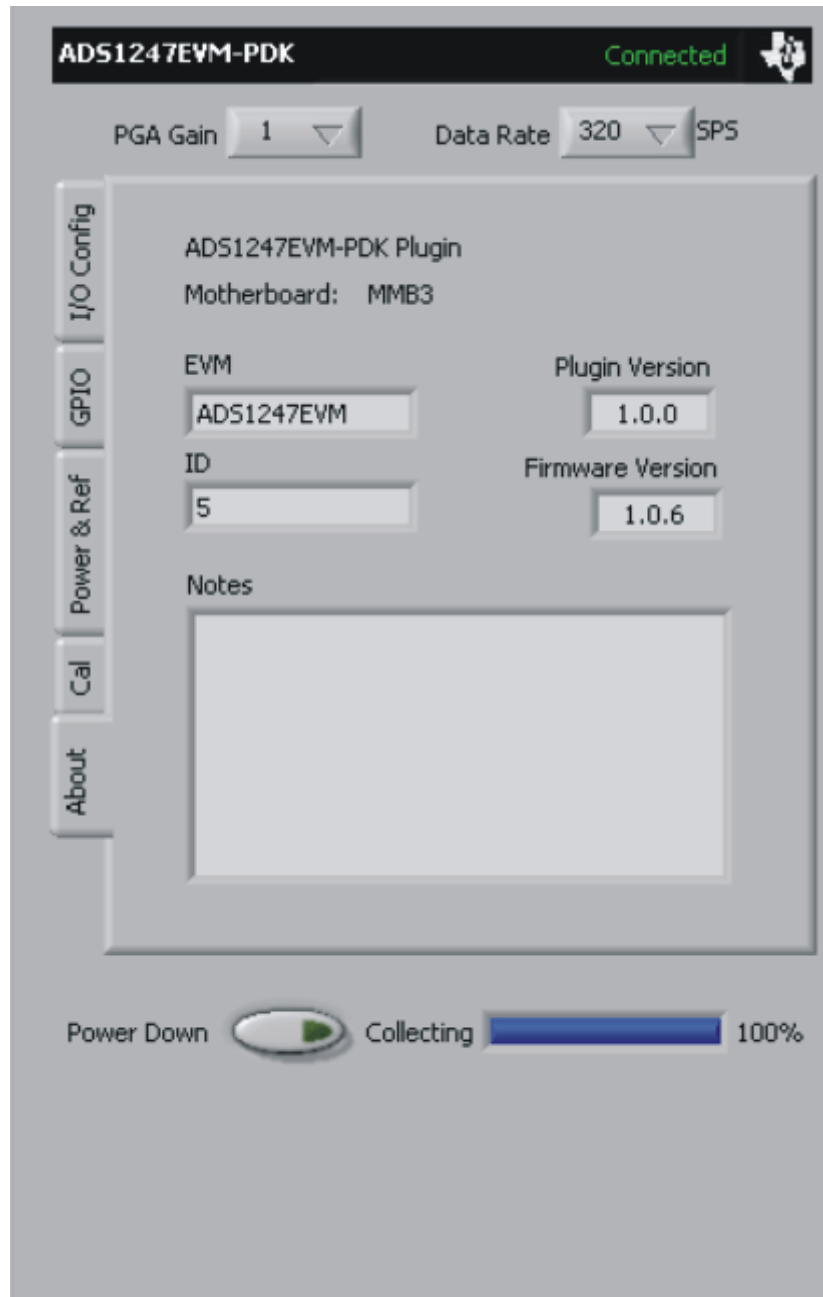 ADS1247EVM-PDK Connected
PGA Gain 1 Data Rate 320 SPS
I/O Config
GPIO
Power & Ref
Cal
About
ADS1247EVM-PDK Plugin
Motherboard: MMB3
EVM Plugin Version
ADS1247EVM 1.0.0
ID Firmware Version
5 1.0.6
Notes
Power Down Collecting 100%